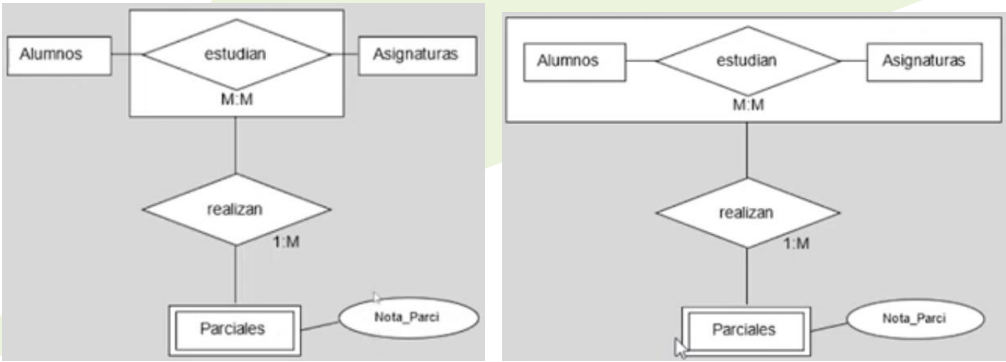 Alumnos
estudian
Asignaturas
M:M
realizan
1:M
Parciales
Nota_Parci
Alumnos
estudian
Asignaturas
M:M
realizan
1:M
Parciales
Nota_Parci